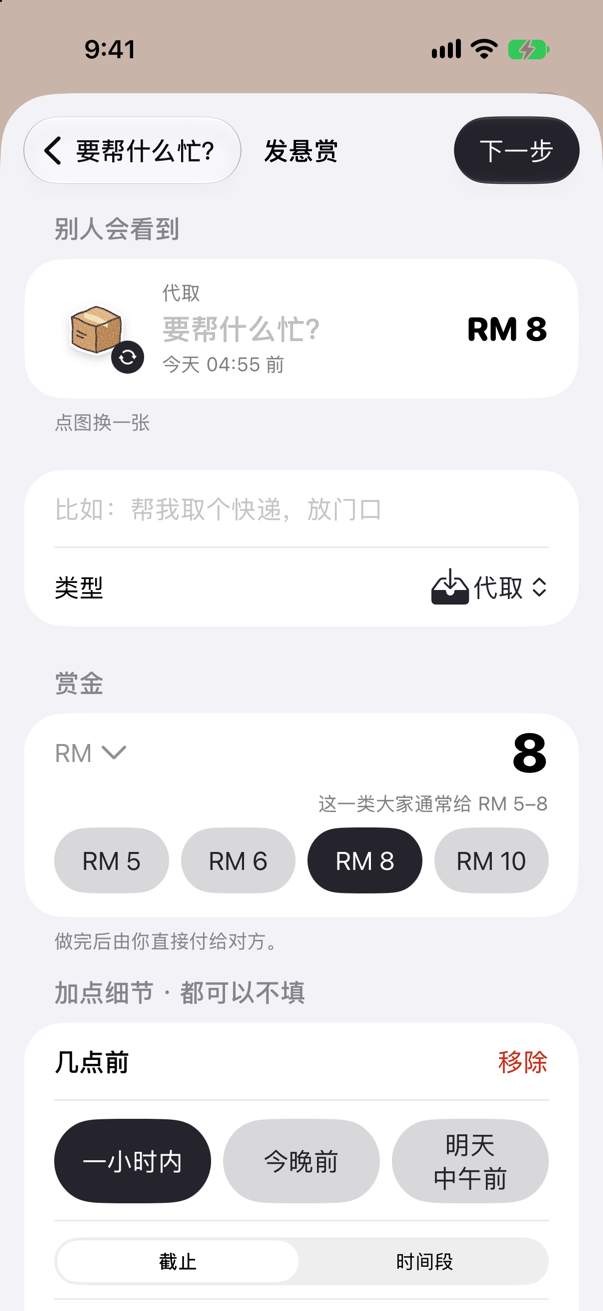 9:41
要帮什么忙?
发悬赏
下一步
别人会看到
代取
要帮什么忙?
RM 8
今天 04:55 前
点图换一张
比如：帮我取个快递，放门口
类型
代取
赏金
RM
8
这一类大家通常给 RM 5–8
RM 5
RM 6
RM 8
RM 10
做完后由你直接付给对方。
加点细节 · 都可以不填
几点前
移除
一小时内
今晚前
明天
中午前
截止
时间段